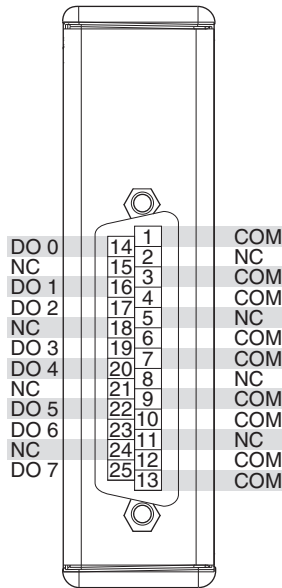 1 COM
DO 0 14
2 NC
NC 15
3 COM
DO 1 16
4 COM
DO 2 17
5 NC
NC 18
6 COM
DO 3 19
7 COM
DO 4 20
8 NC
NC 21
9 COM
DO 5 22
10 COM
DO 6 23
11 NC
NC 24
12 COM
DO 7 25
13 COM